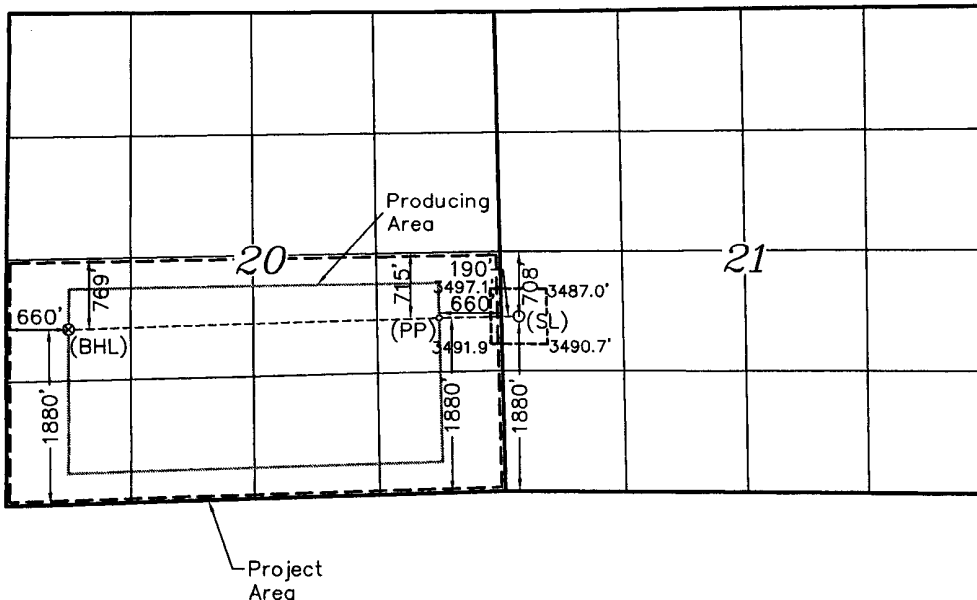 Producing
Area
20
21
769'
715'
190'
708'
3497.1'
3487.0'
660'
660'
(BHL)
(PP)
(SL)
3491.9
3490.7'
1880'
1880'
1880'
Project
Area